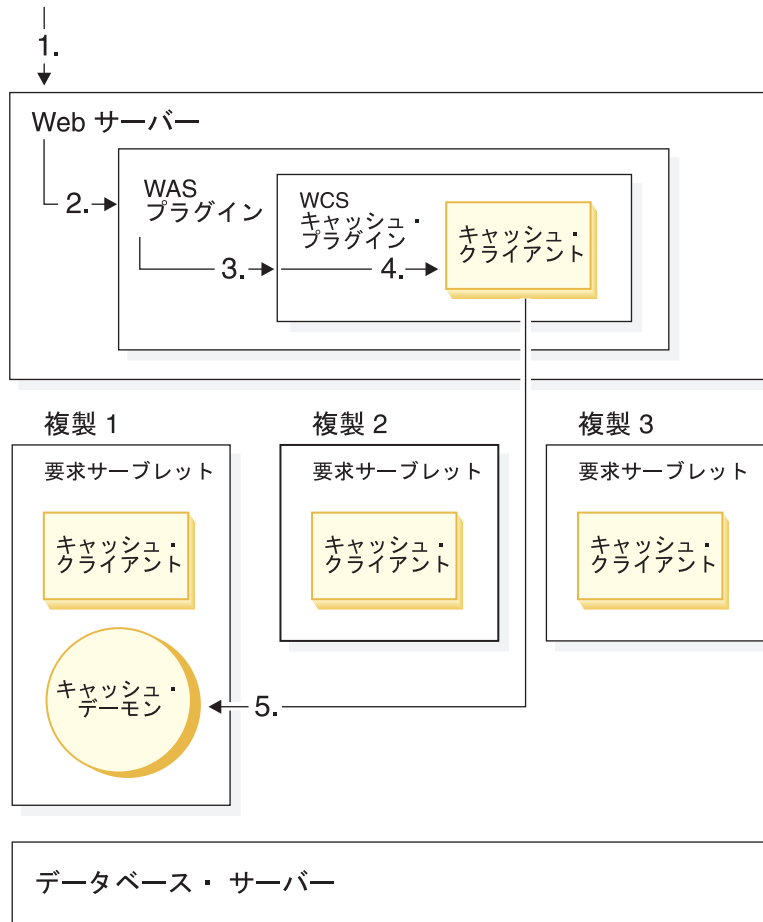 1.
Web サーバー
2.
WAS
プラグイン
3.
WCS
キャッシュ・
プラグイン
4.
キャッシュ・
クライアント
複製 1
要求サーブレット
キャッシュ・
クライアント
キャッシュ・
デーモン
複製 2
要求サーブレット
キャッシュ・
クライアント
複製 3
要求サーブレット
キャッシュ・
クライアント
5.
データベース・ サーバー